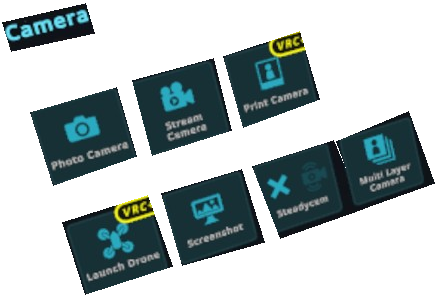 Camera
Photo Camera
Stream
Camera
VRC+
Print Camera
VRC+
Launch Drone
Screenshot
Steadycam
Multi Layer
Camera